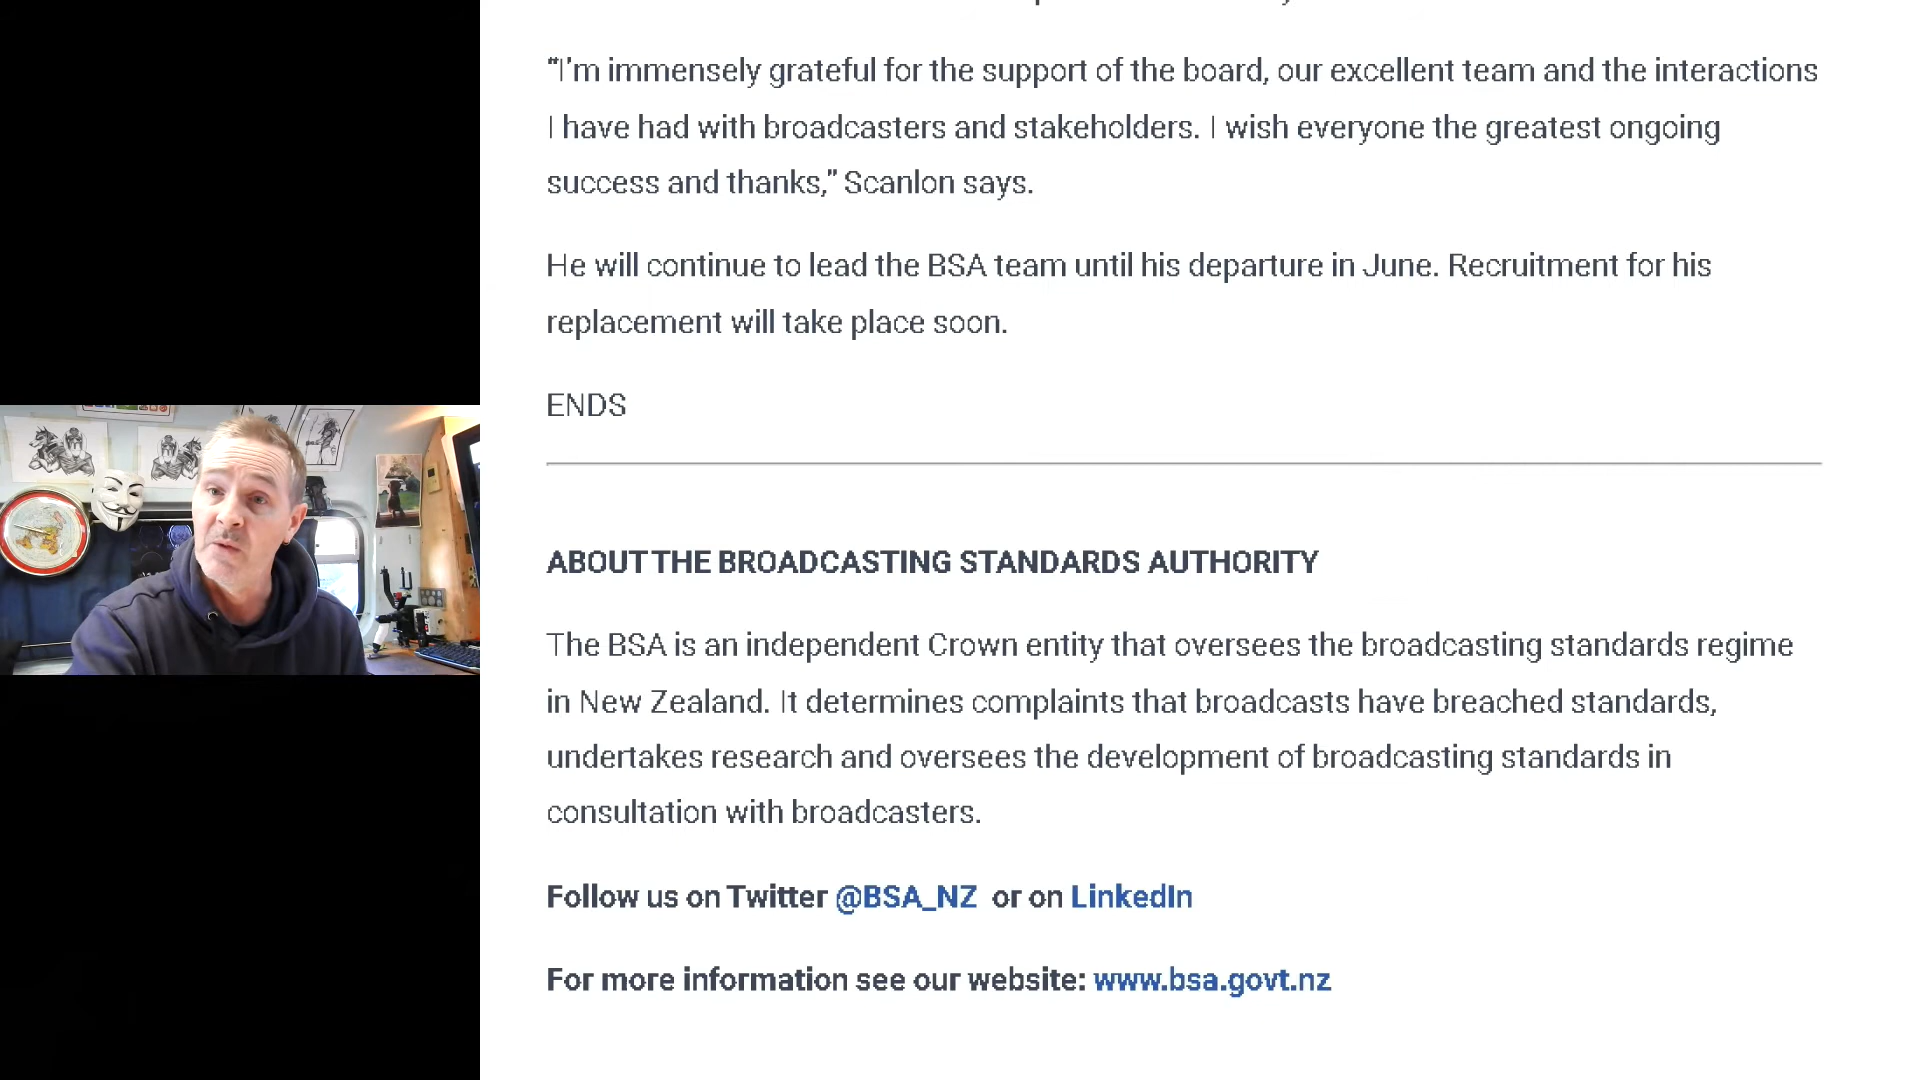 "I'm immensely grateful for the support of the board, our excellent team and the interactions
I have had with broadcasters and stakeholders. I wish everyone the greatest ongoing
success and thanks," Scanlon says.
He will continue to lead the BSA team until his departure in June. Recruitment for his
replacement will take place soon.
ENDS
ABOUT THE BROADCASTING STANDARDS AUTHORITY
The BSA is an independent Crown entity that oversees the broadcasting standards regime
in New Zealand. It determines complaints that broadcasts have breached standards,
undertakes research and oversees the development of broadcasting standards in
consultation with broadcasters.
Follow us on Twitter @BSA_NZ or on LinkedIn
For more information see our website: www.bsa.govt.nz